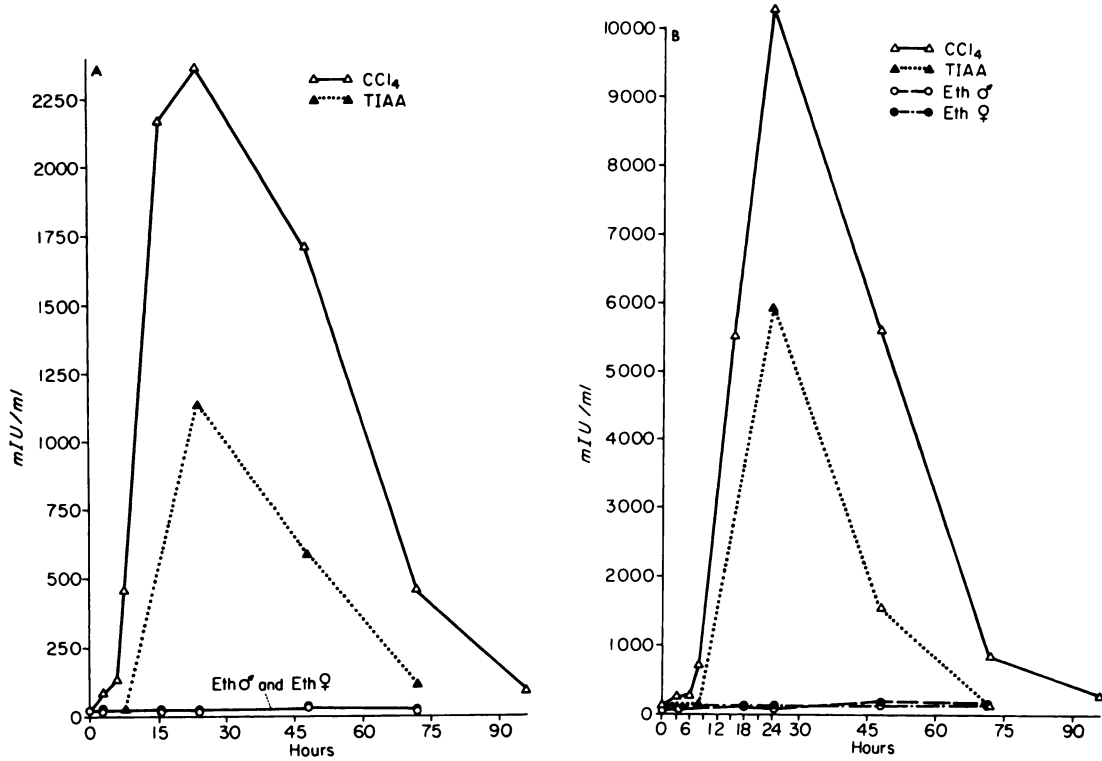 A
CCl₄
TIAA
2250
2000
1750
1500
1250
1000
750
500
250
0
mIU/ml
Eth ♂ and Eth ♀
0 15 30 45 60 75 90
Hours
B
CCl₄
TIAA
Eth ♂
Eth ♀
10000
9000
8000
7000
6000
5000
4000
3000
2000
1000
0
mIU/ml
0 6 12 18 24 30 45 60 75 90
Hours